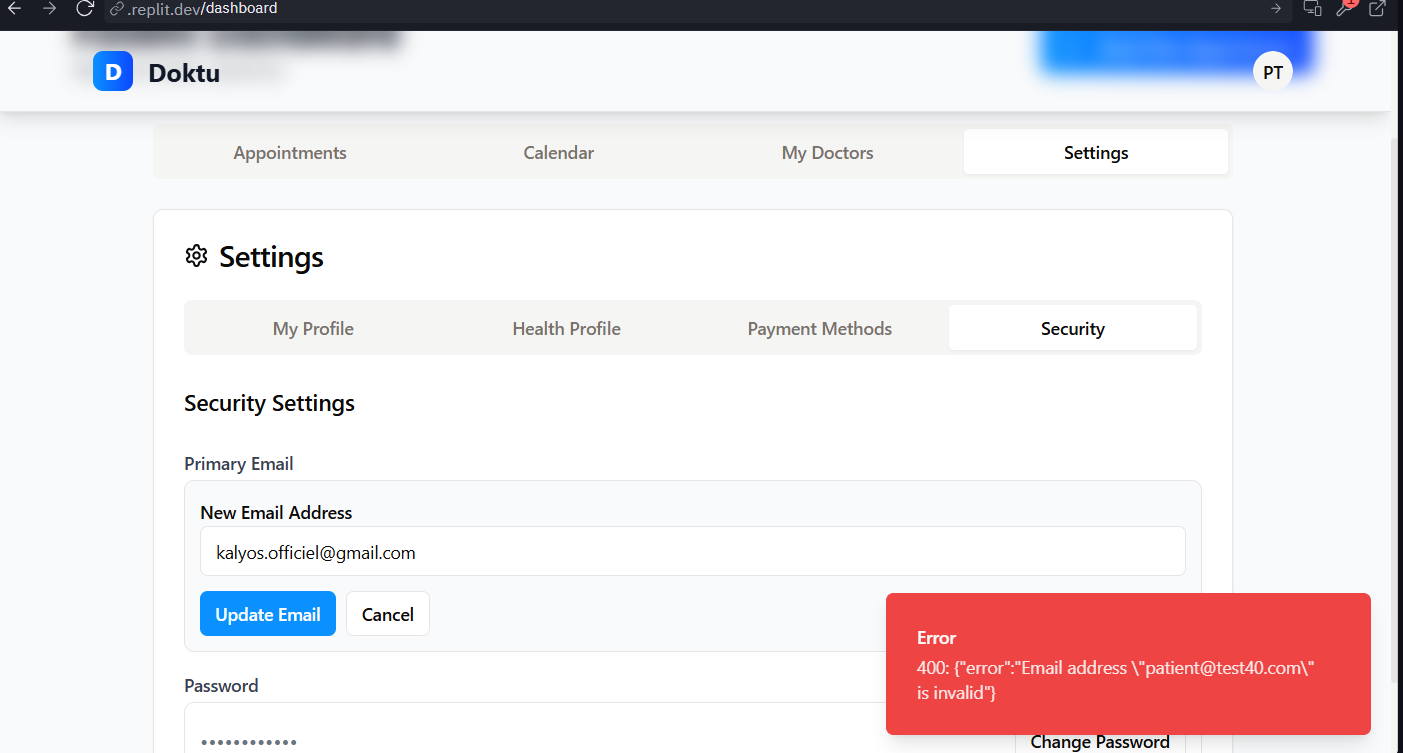 .replit.dev/dashboard
1
D Doktu
PT
Appointments Calendar My Doctors Settings
Settings
My Profile Health Profile Payment Methods Security
Security Settings
Primary Email
New Email Address
kalyos.officiel@gmail.com
Update Email Cancel
Error
400: {"error":"Email address \"patient@test40.com\"
is invalid"}
Password
••••••••••••
Change Password